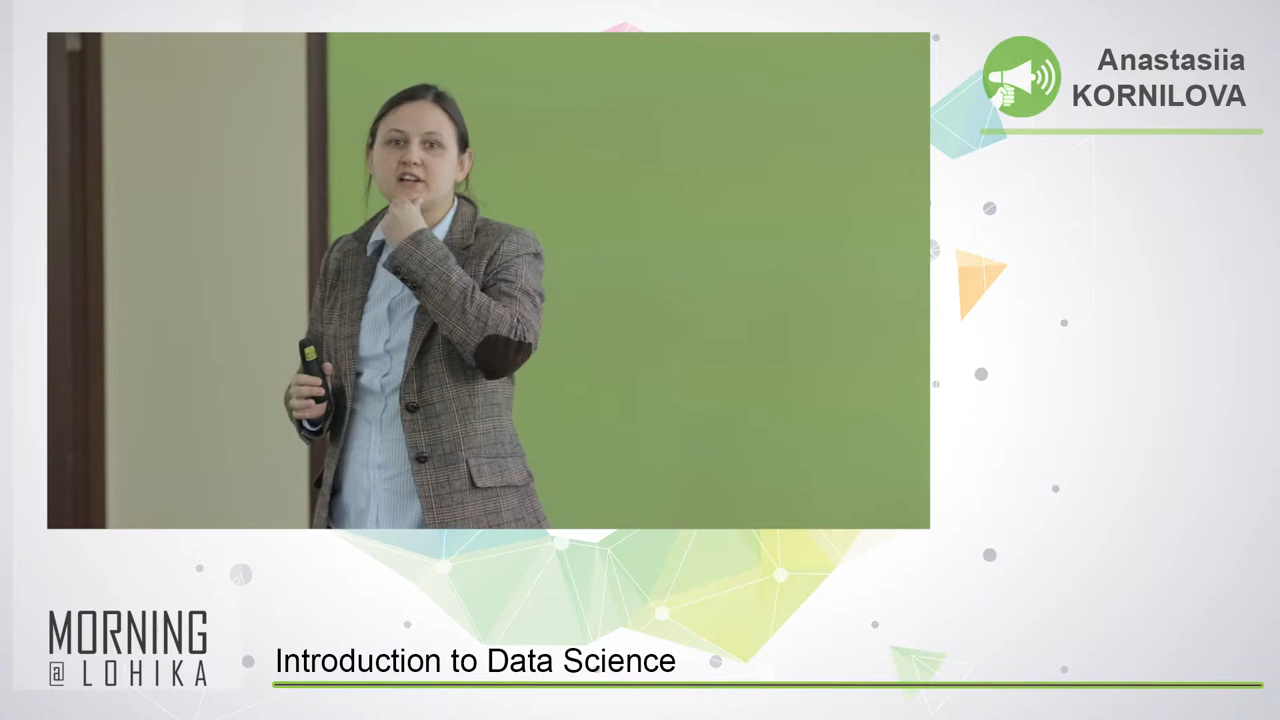 Anastasiia
KORNILOVA
MORNING
@ LOHIKA
Introduction to Data Science